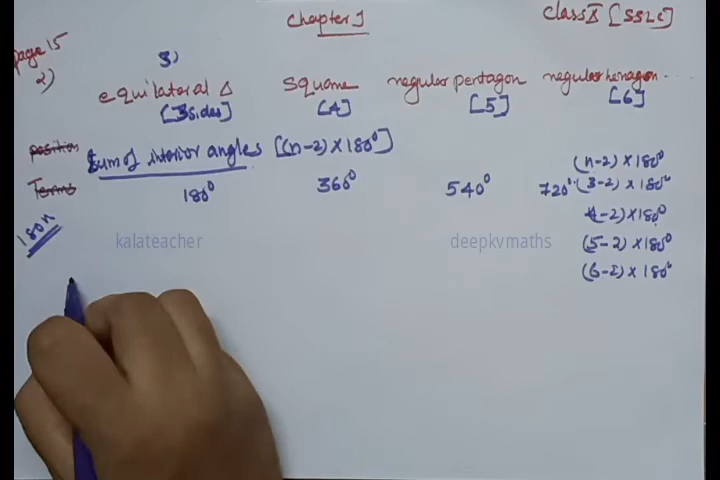 Chapter 1
Class X [SSLC]
page 15
2)
3)
equilateral Δ square regular pentagon regular hexagon ....
[3 sides] [4] [5] [6]
position
Sum of interior angles [(n-2) × 180°]
Terms
180° 360° 540° 720°
(n-2) × 180°
(3-2) × 180°
4-2) × 180°
(5-2) × 180°
(6-2) × 180°
180n
kalateacher deepkvmaths